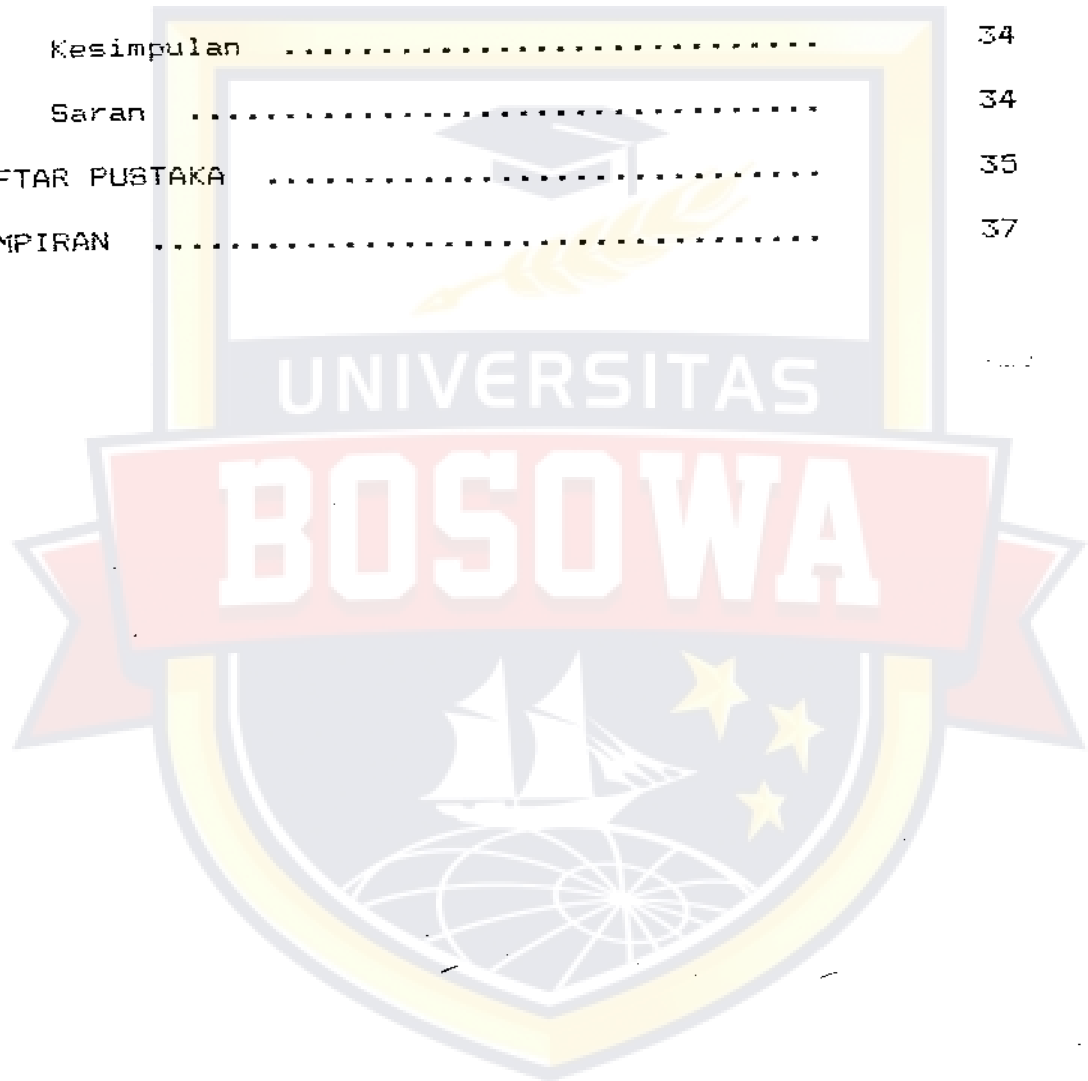 Kesimpulan ............................ 34
Saran ................................. 34
FTAR PUSTAKA ............................. 35
MPIRAN ................................... 37
UNIVERSITAS
BOSOWA